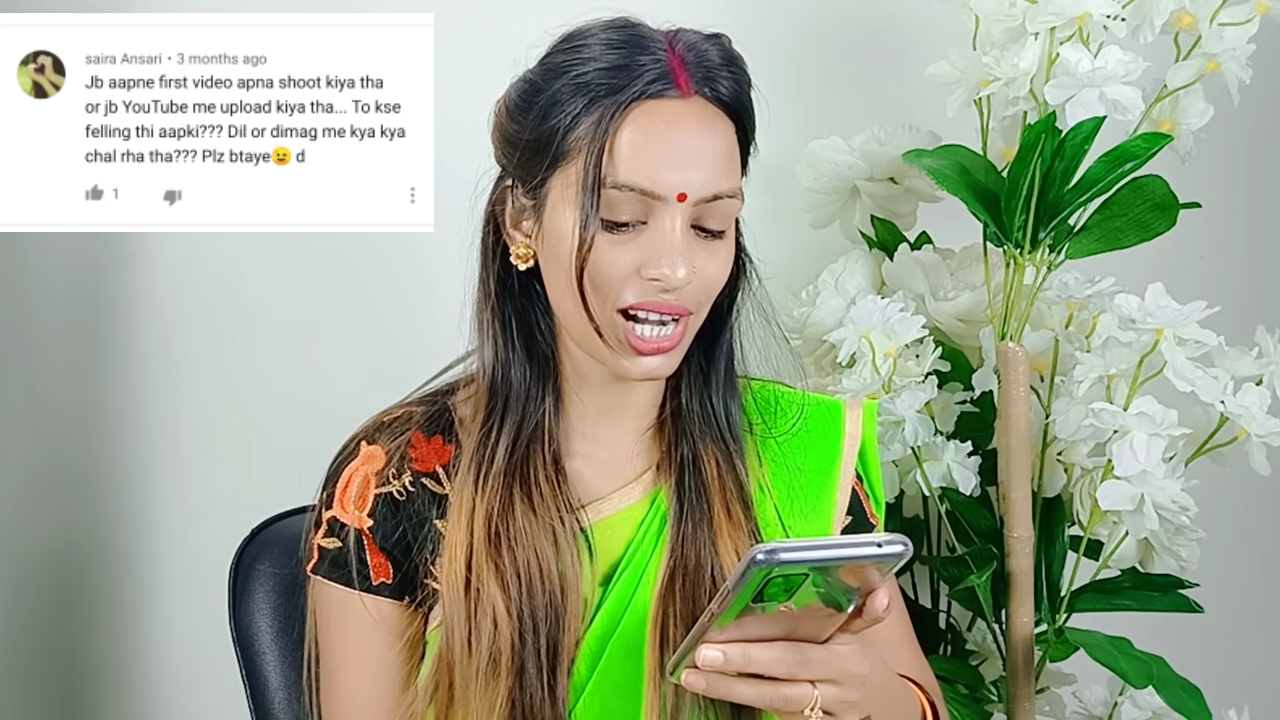 saira Ansari • 3 months ago
Jb aapne first video apna shoot kiya tha
or jb YouTube me upload kiya tha... To kse
felling thi aapki??? Dil or dimag me kya kya
chal rha tha??? Plz btaye😉 d
1